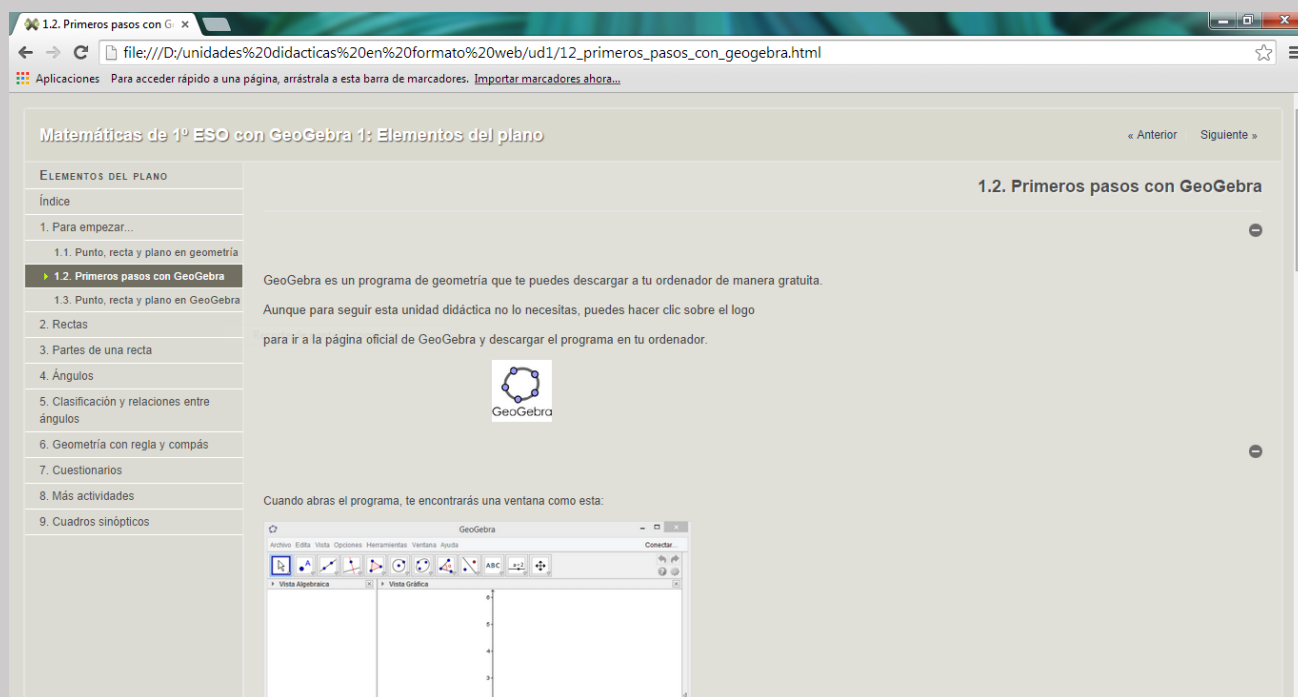 1.2. Primeros pasos con G
file:///D:/unidades%20didacticas%20en%20formato%20web/ud1/12_primeros_pasos_con_geogebra.html
Aplicaciones Para acceder rápido a una página, arrástrala a esta barra de marcadores. Importar marcadores ahora...
Matemáticas de 1º ESO con GeoGebra 1: Elementos del plano
« Anterior Siguiente »
ELEMENTOS DEL PLANO
Índice
1. Para empezar...
1.1. Punto, recta y plano en geometría
1.2. Primeros pasos con GeoGebra
1.3. Punto, recta y plano en GeoGebra
2. Rectas
3. Partes de una recta
4. Ángulos
5. Clasificación y relaciones entre
ángulos
6. Geometría con regla y compás
7. Cuestionarios
8. Más actividades
9. Cuadros sinópticos
1.2. Primeros pasos con GeoGebra
GeoGebra es un programa de geometría que te puedes descargar a tu ordenador de manera gratuita.
Aunque para seguir esta unidad didáctica no lo necesitas, puedes hacer clic sobre el logo
para ir a la página oficial de GeoGebra y descargar el programa en tu ordenador.
GeoGebra
Cuando abras el programa, te encontrarás una ventana como esta:
GeoGebra
Archivo Edita Vista Opciones Herramientas Ventana Ayuda Conectar...
A ABC a=2
Vista Algebraica Vista Gráfica
6
5
4
3